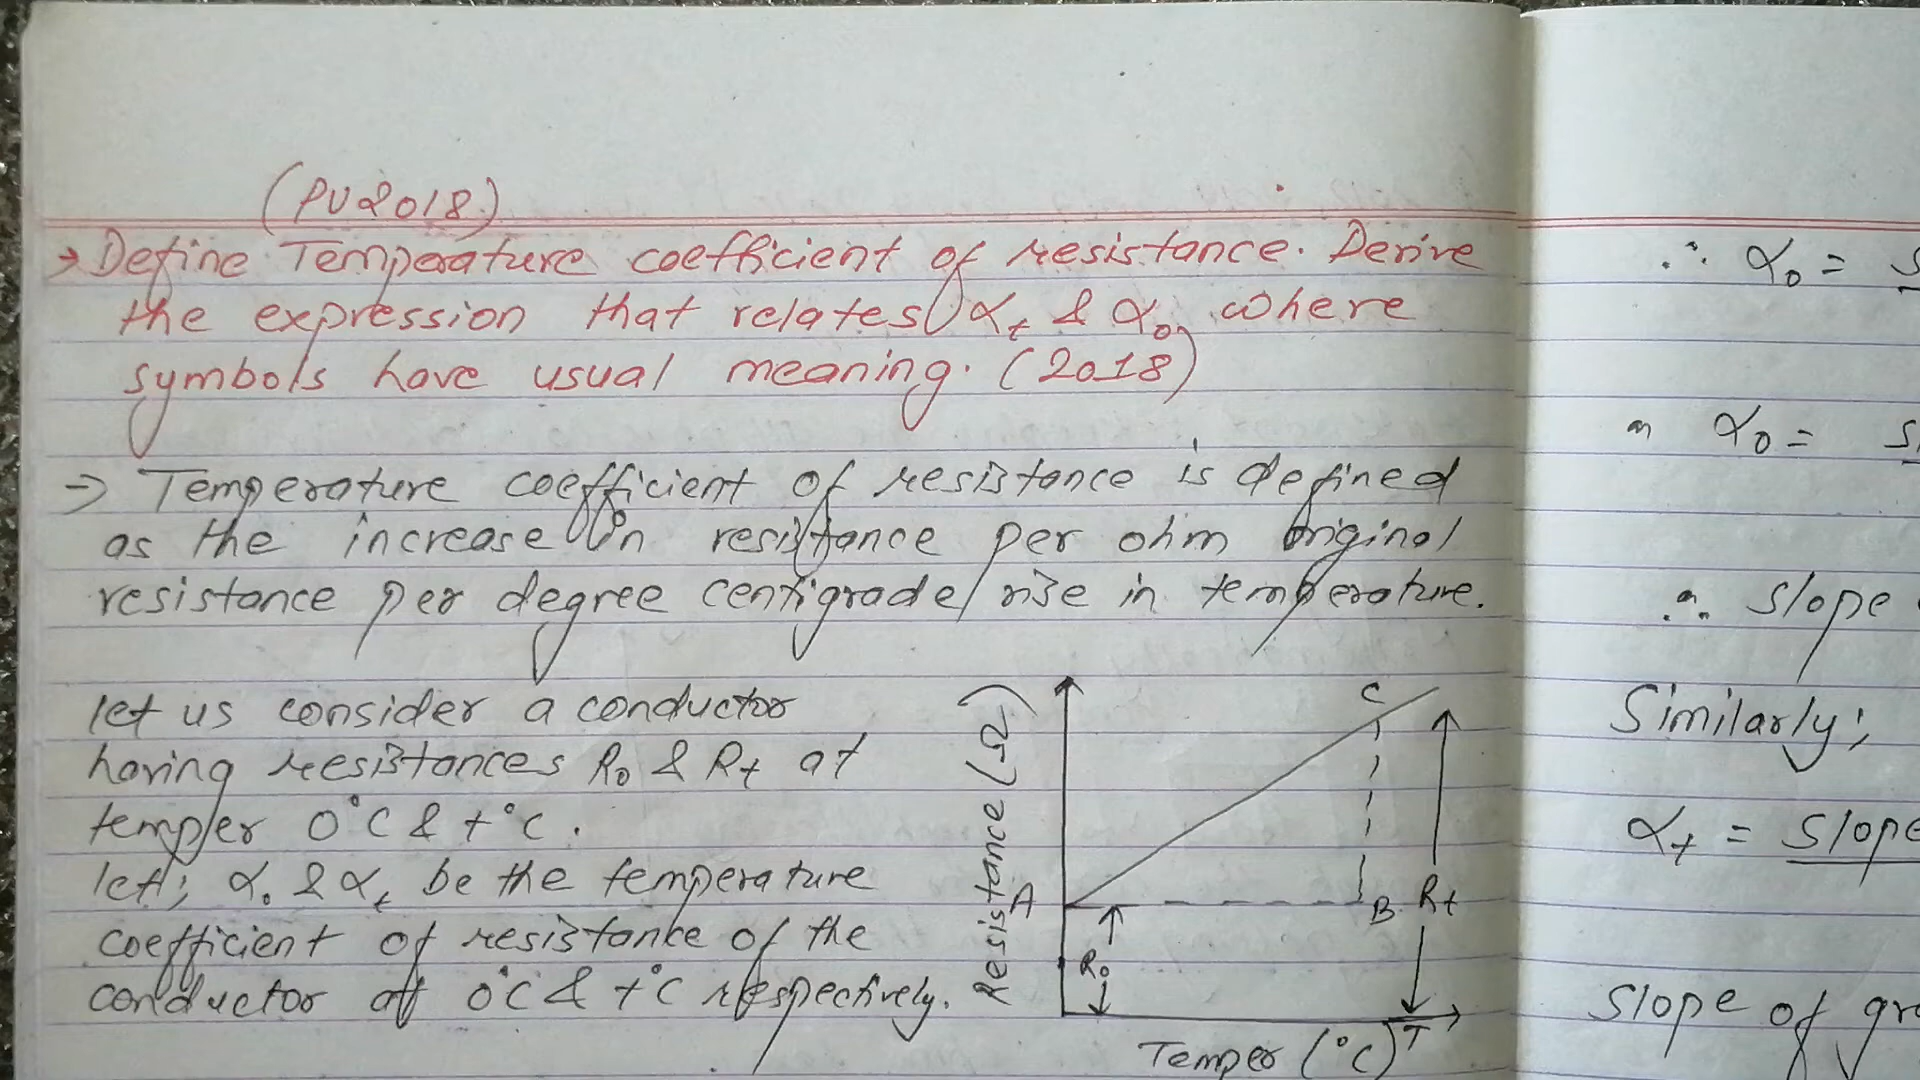 (PU2018)
→ Define Temperature coefficient of resistance. Derive
the expression that relates αt & α0, where
symbols have usual meaning. (2018)
⇒ Temperature coefficient of resistance is defined
as the increase in resistance per ohm original
resistance per degree centigrade rise in temperature.
let us consider a conductor
having resistances R0 & Rt at
temper 0°C & t°C.
let; α0 & αt be the temperature
coefficient of resistance of the
conductor at 0°C & t°C respectively.
Resistance (Ω)
C
A
B
Rt
R0
T
Temper (°C)
∴ α0 =
α0 =
∴ slope
Similarly;
αt = slope
slope of